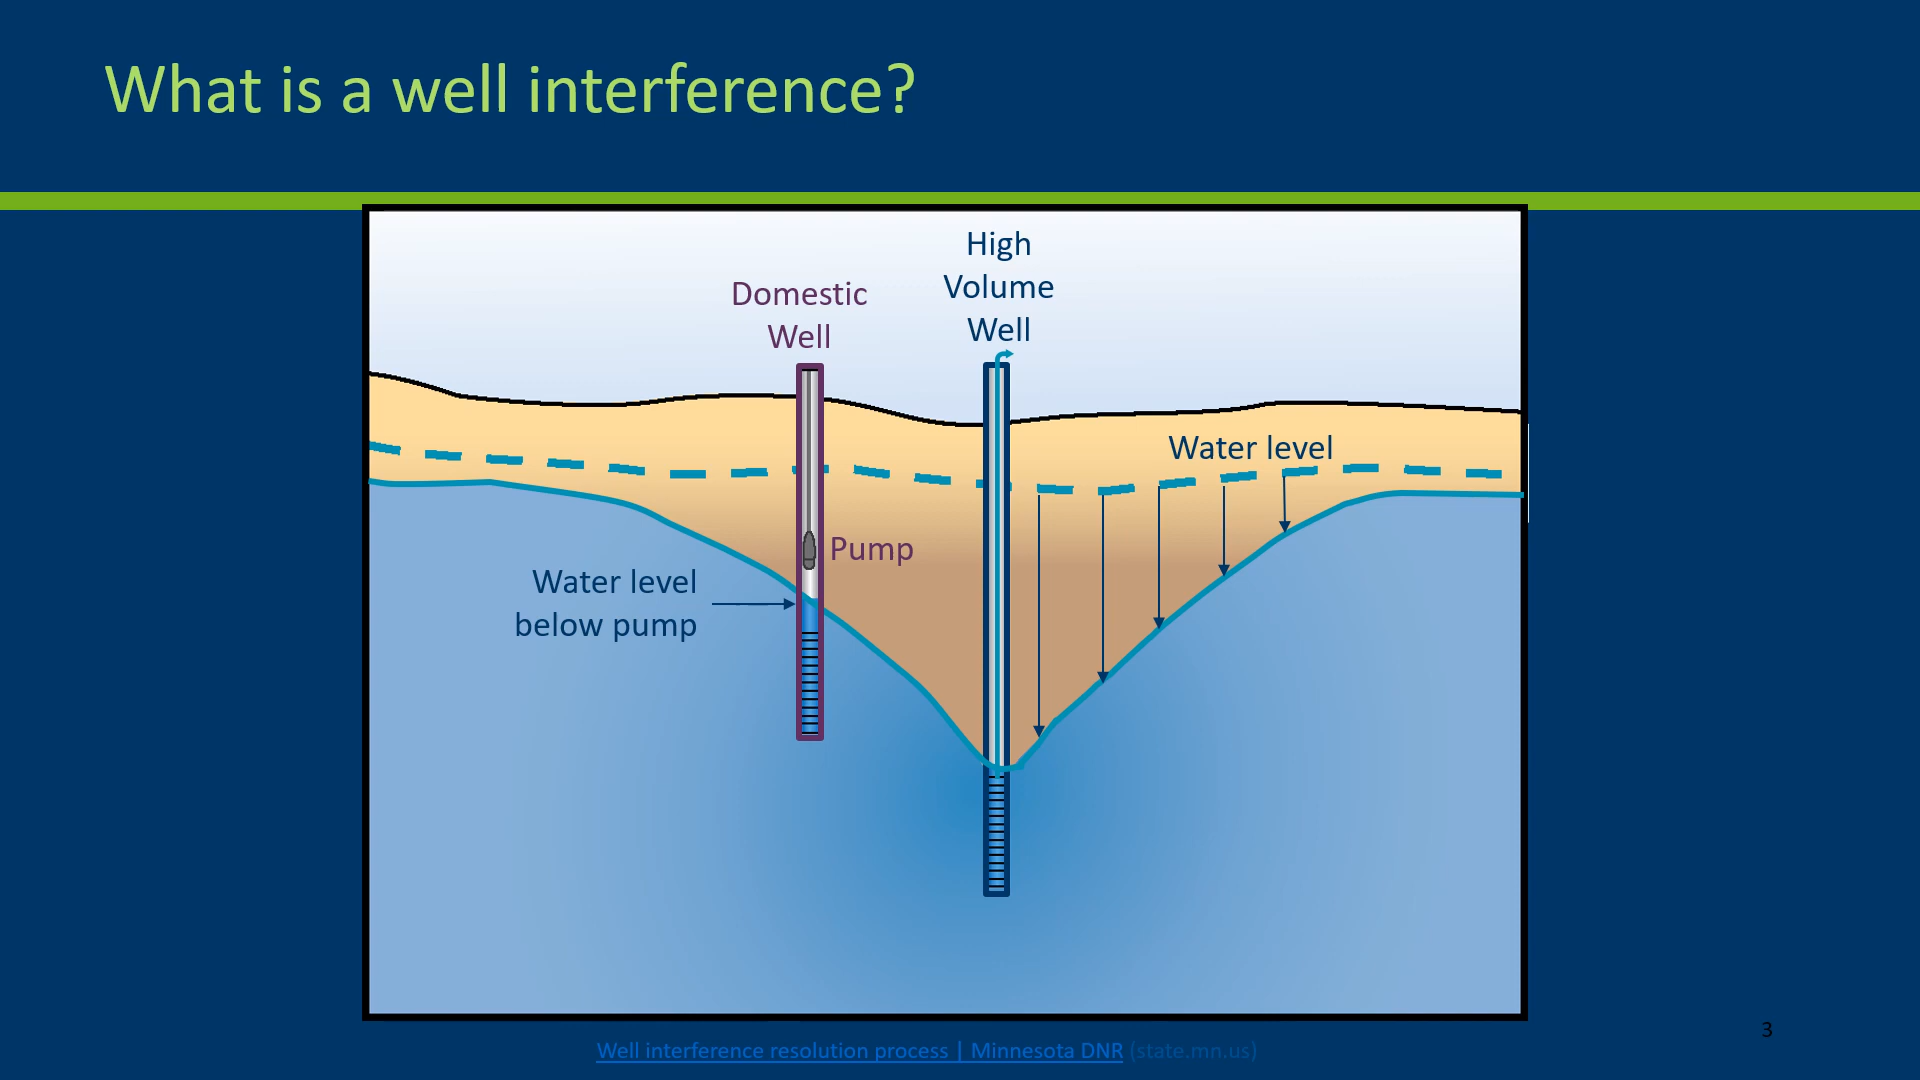 What is a well interference?
High
Volume
Well
Domestic
Well
Water level
Pump
Water level
below pump
3
Well interference resolution process | Minnesota DNR (state.mn.us)